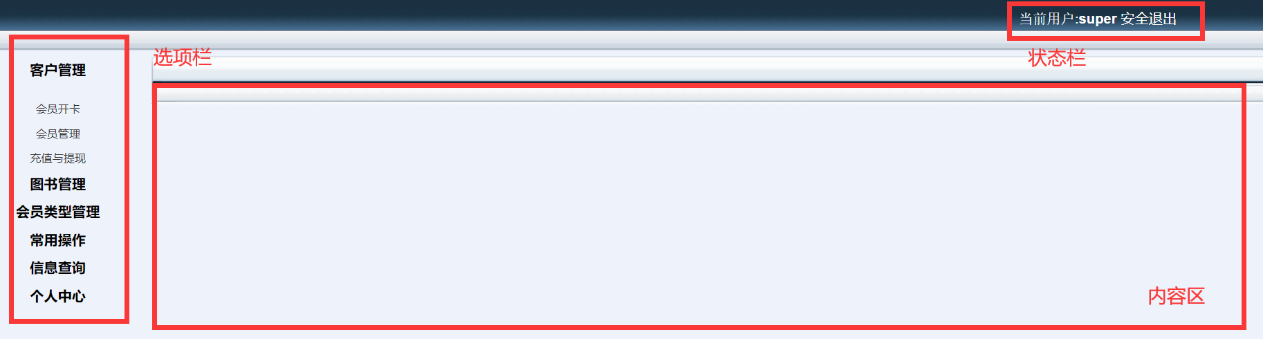 当前用户:super 安全退出
选项栏
状态栏
客户管理
会员开卡
会员管理
充值与提现
图书管理
会员类型管理
常用操作
信息查询
个人中心
内容区